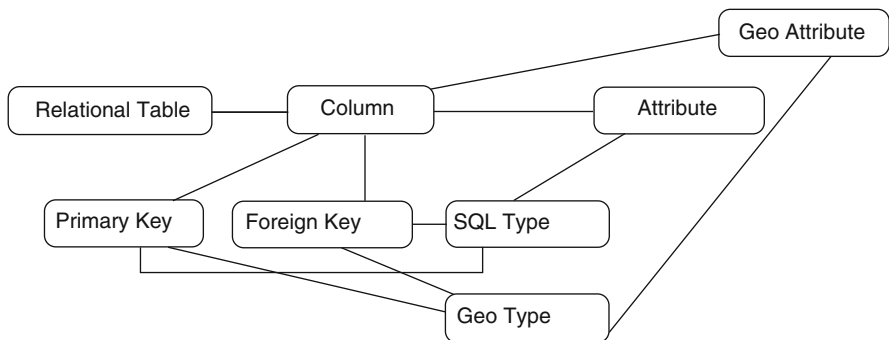 Geo Attribute
Relational Table
Column
Attribute
Primary Key
Foreign Key
SQL Type
Geo Type